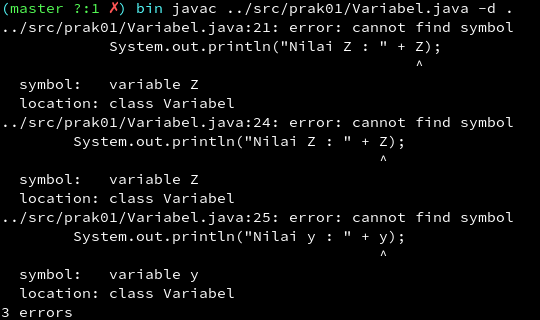 (master ?:1 ✗) bin javac ../src/prak01/Variabel.java -d .
../src/prak01/Variabel.java:21: error: cannot find symbol
            System.out.println("Nilai Z : " + Z);
                                              ^
  symbol:   variable Z
  location: class Variabel
../src/prak01/Variabel.java:24: error: cannot find symbol
        System.out.println("Nilai Z : " + Z);
                                          ^
  symbol:   variable Z
  location: class Variabel
../src/prak01/Variabel.java:25: error: cannot find symbol
        System.out.println("Nilai y : " + y);
                                          ^
  symbol:   variable y
  location: class Variabel
3 errors